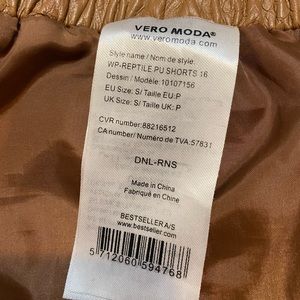 VERO MODA®
www.veromoda.com
Style name / Nom de style:
WP-REPTILE PU SHORTS 16
Dessin / Modèle: 10107156
EU Size: S/ Taille EU:P
UK Size: S/ Taille UK:P
CVR number:88216512
CA number/ Numéro de TVA:57831
DNL-RNS
Made in China
Fabriqué en Chine
BESTSELLER A/S
www.bestseller.com
5 712060 594768